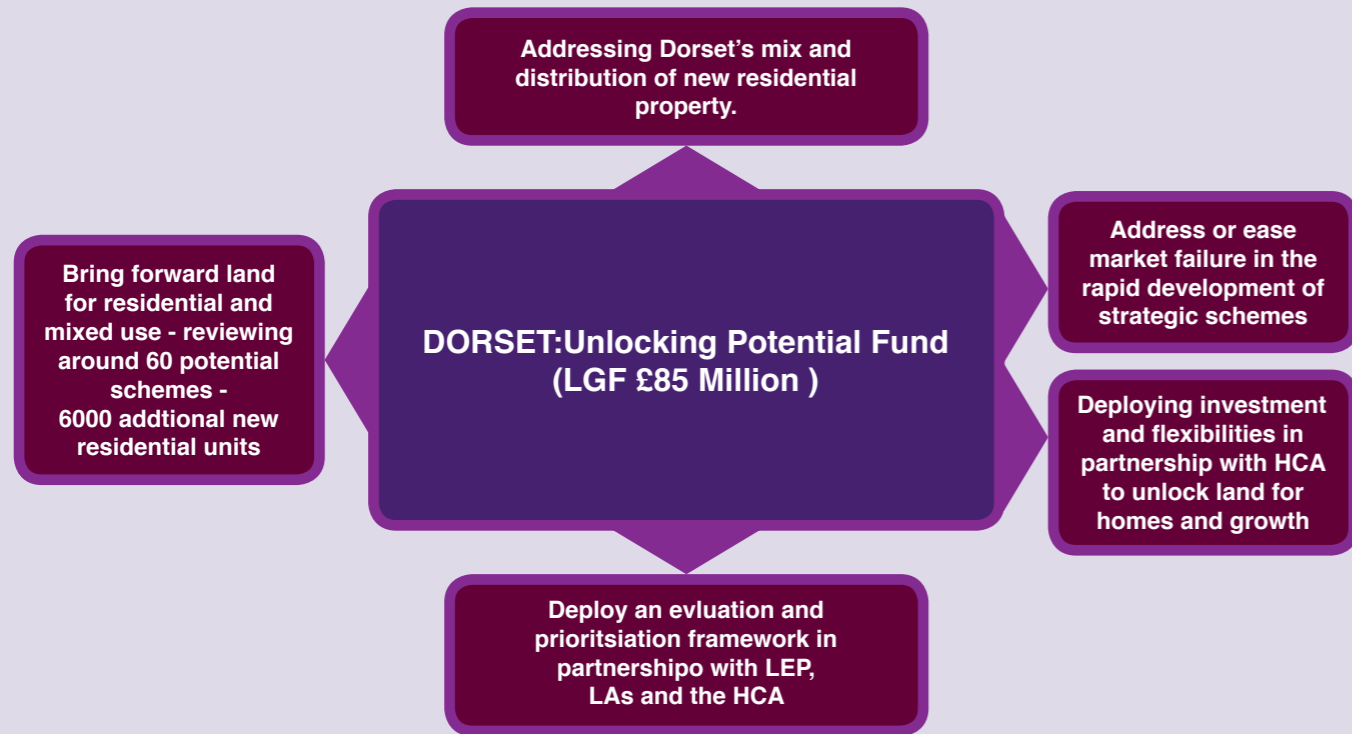 Addressing Dorset’s mix and
distribution of new residential
property.
Bring forward land
for residential and
mixed use - reviewing
around 60 potential
schemes -
6000 addtional new
residential units
DORSET:Unlocking Potential Fund
(LGF £85 Million )
Address or ease
market failure in the
rapid development of
strategic schemes
Deploying investment
and flexibilities in
partnership with HCA
to unlock land for
homes and growth
Deploy an evluation and
prioritsiation framework in
partnershipo with LEP,
LAs and the HCA